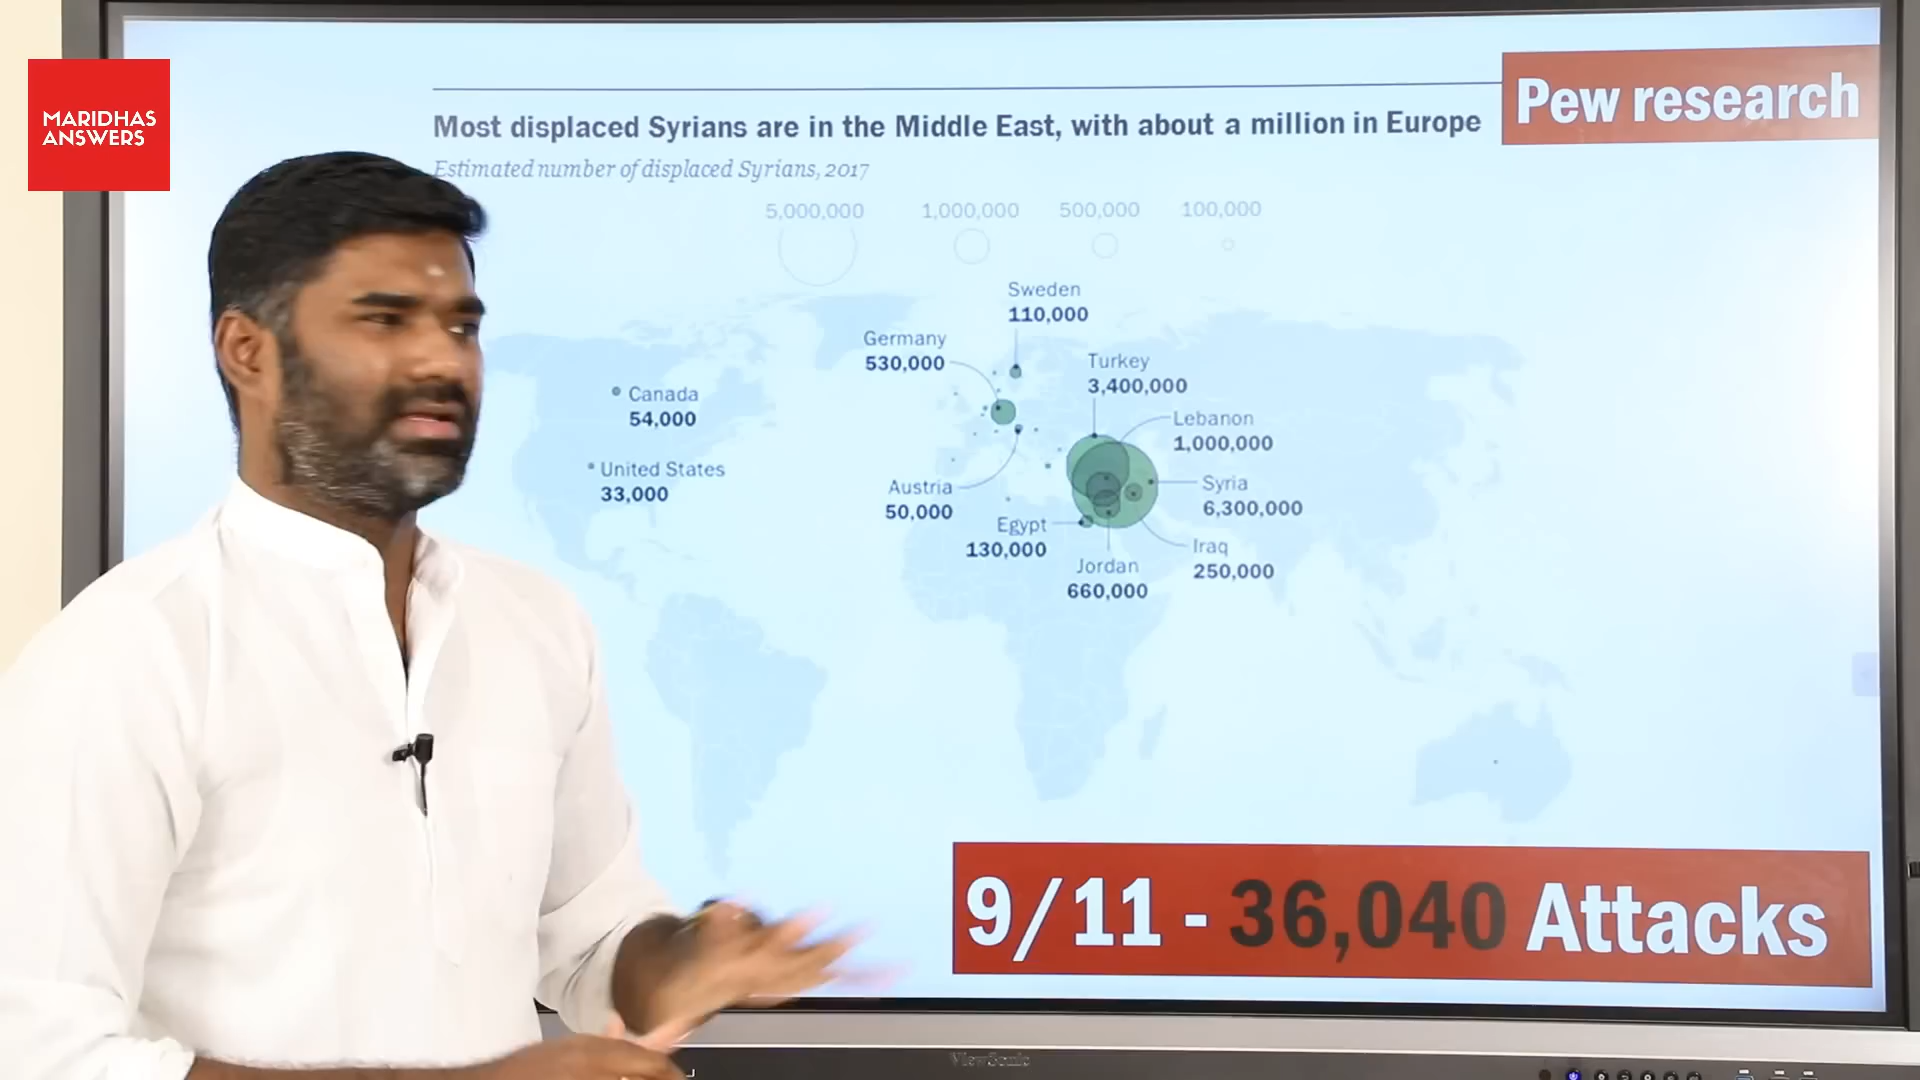 MARIDHAS
ANSWERS
Pew research
Most displaced Syrians are in the Middle East, with about a million in Europe
Estimated number of displaced Syrians, 2017
5,000,000
1,000,000
500,000
100,000
Sweden
110,000
Germany
530,000
Turkey
3,400,000
Canada
54,000
Lebanon
1,000,000
United States
33,000
Austria
50,000
Syria
6,300,000
Egypt
130,000
Iraq
250,000
Jordan
660,000
9/11 - 36,040 Attacks
ViewSonic